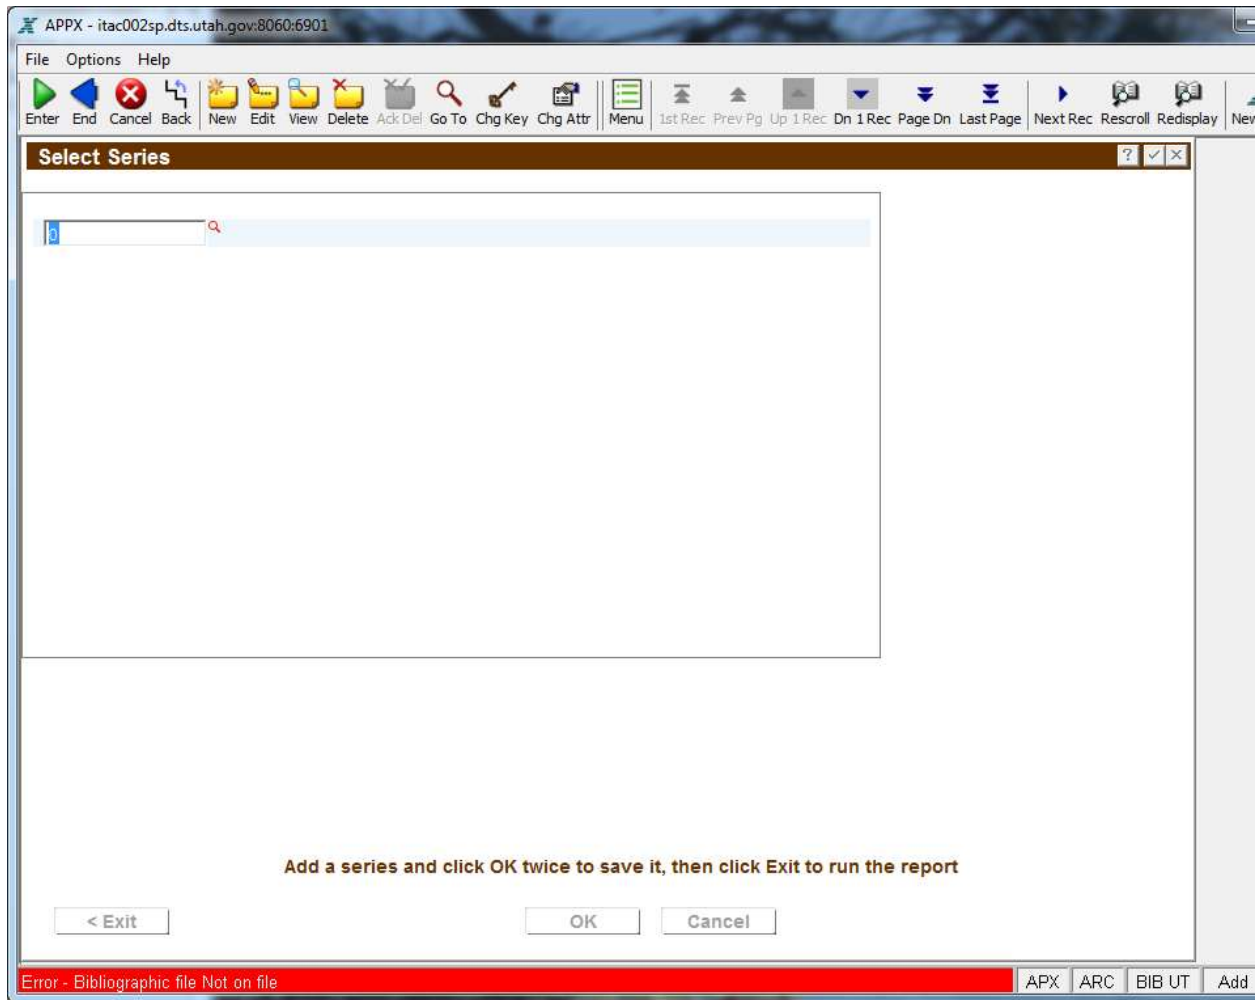 APPX - itac002sp.dts.utah.gov:8060:6901
File Options Help
Enter End Cancel Back New Edit View Delete Ack Del Go To Chg Key Chg Attr Menu 1st Rec Prev Pg Up 1 Rec Dn 1 Rec Page Dn Last Page Next Rec Rescroll Redisplay New
Select Series ?
0
Add a series and click OK twice to save it, then click Exit to run the report
< Exit OK Cancel
Error - Bibliographic file Not on file APX ARC BIB UT Add